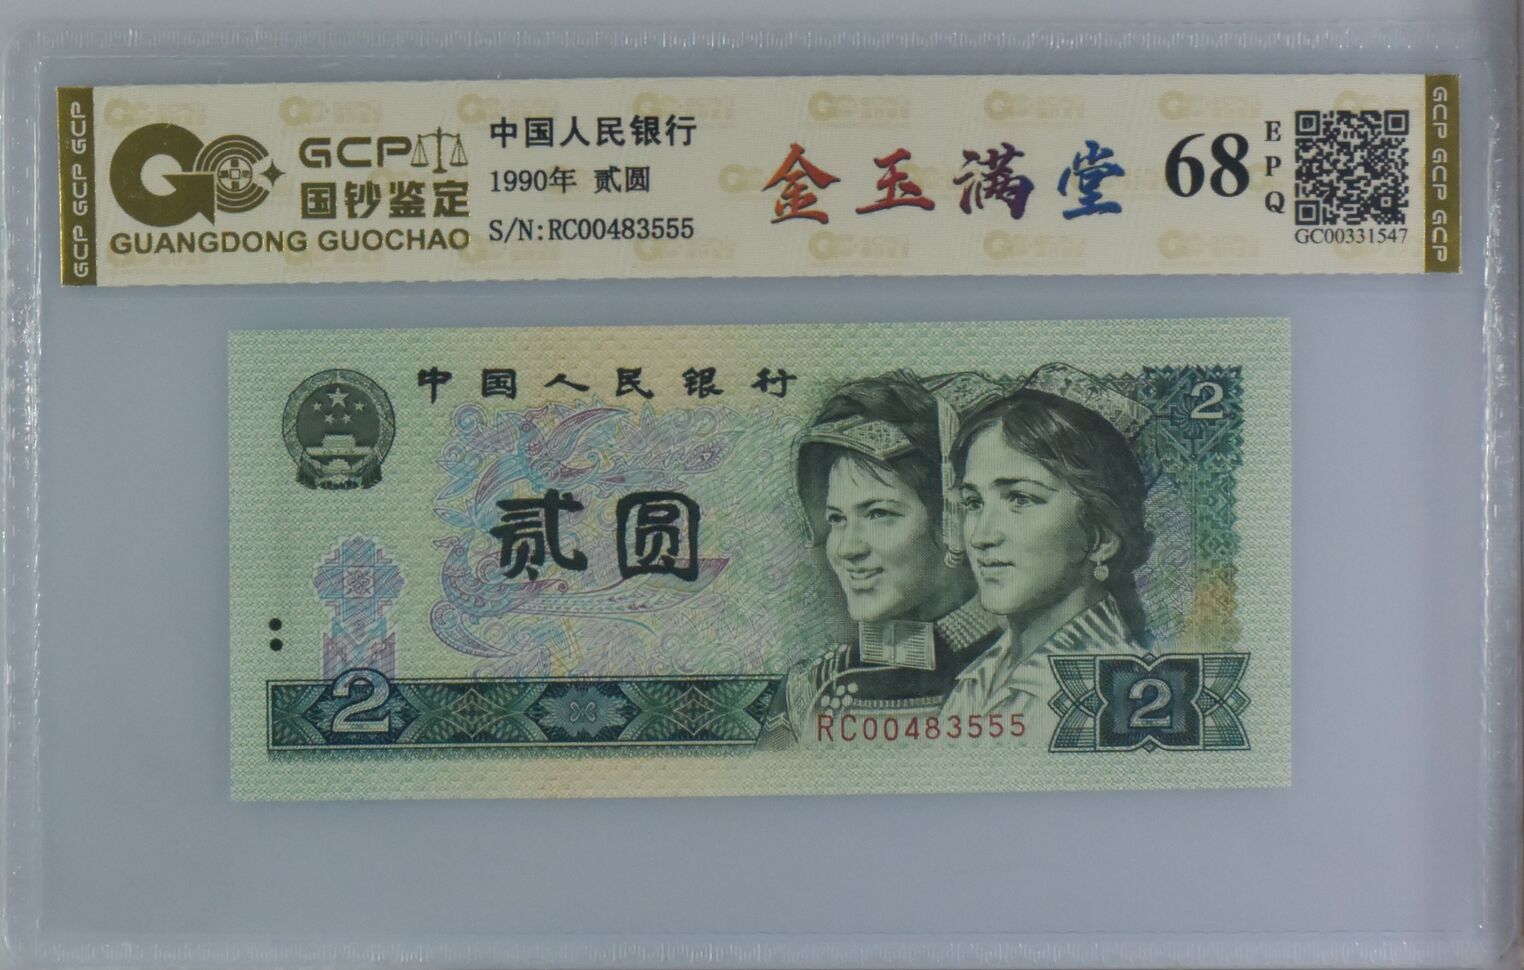 GCP GCP GCP
GCP
国钞鉴定
GUANGDONG GUOCHAO
中国人民银行
1990年 贰圆
S/N:RC00483555
金玉满堂
68
EPQ
GC00331547
GCP GCP GCP
中国人民银行
2
贰圆
2
RC00483555
2